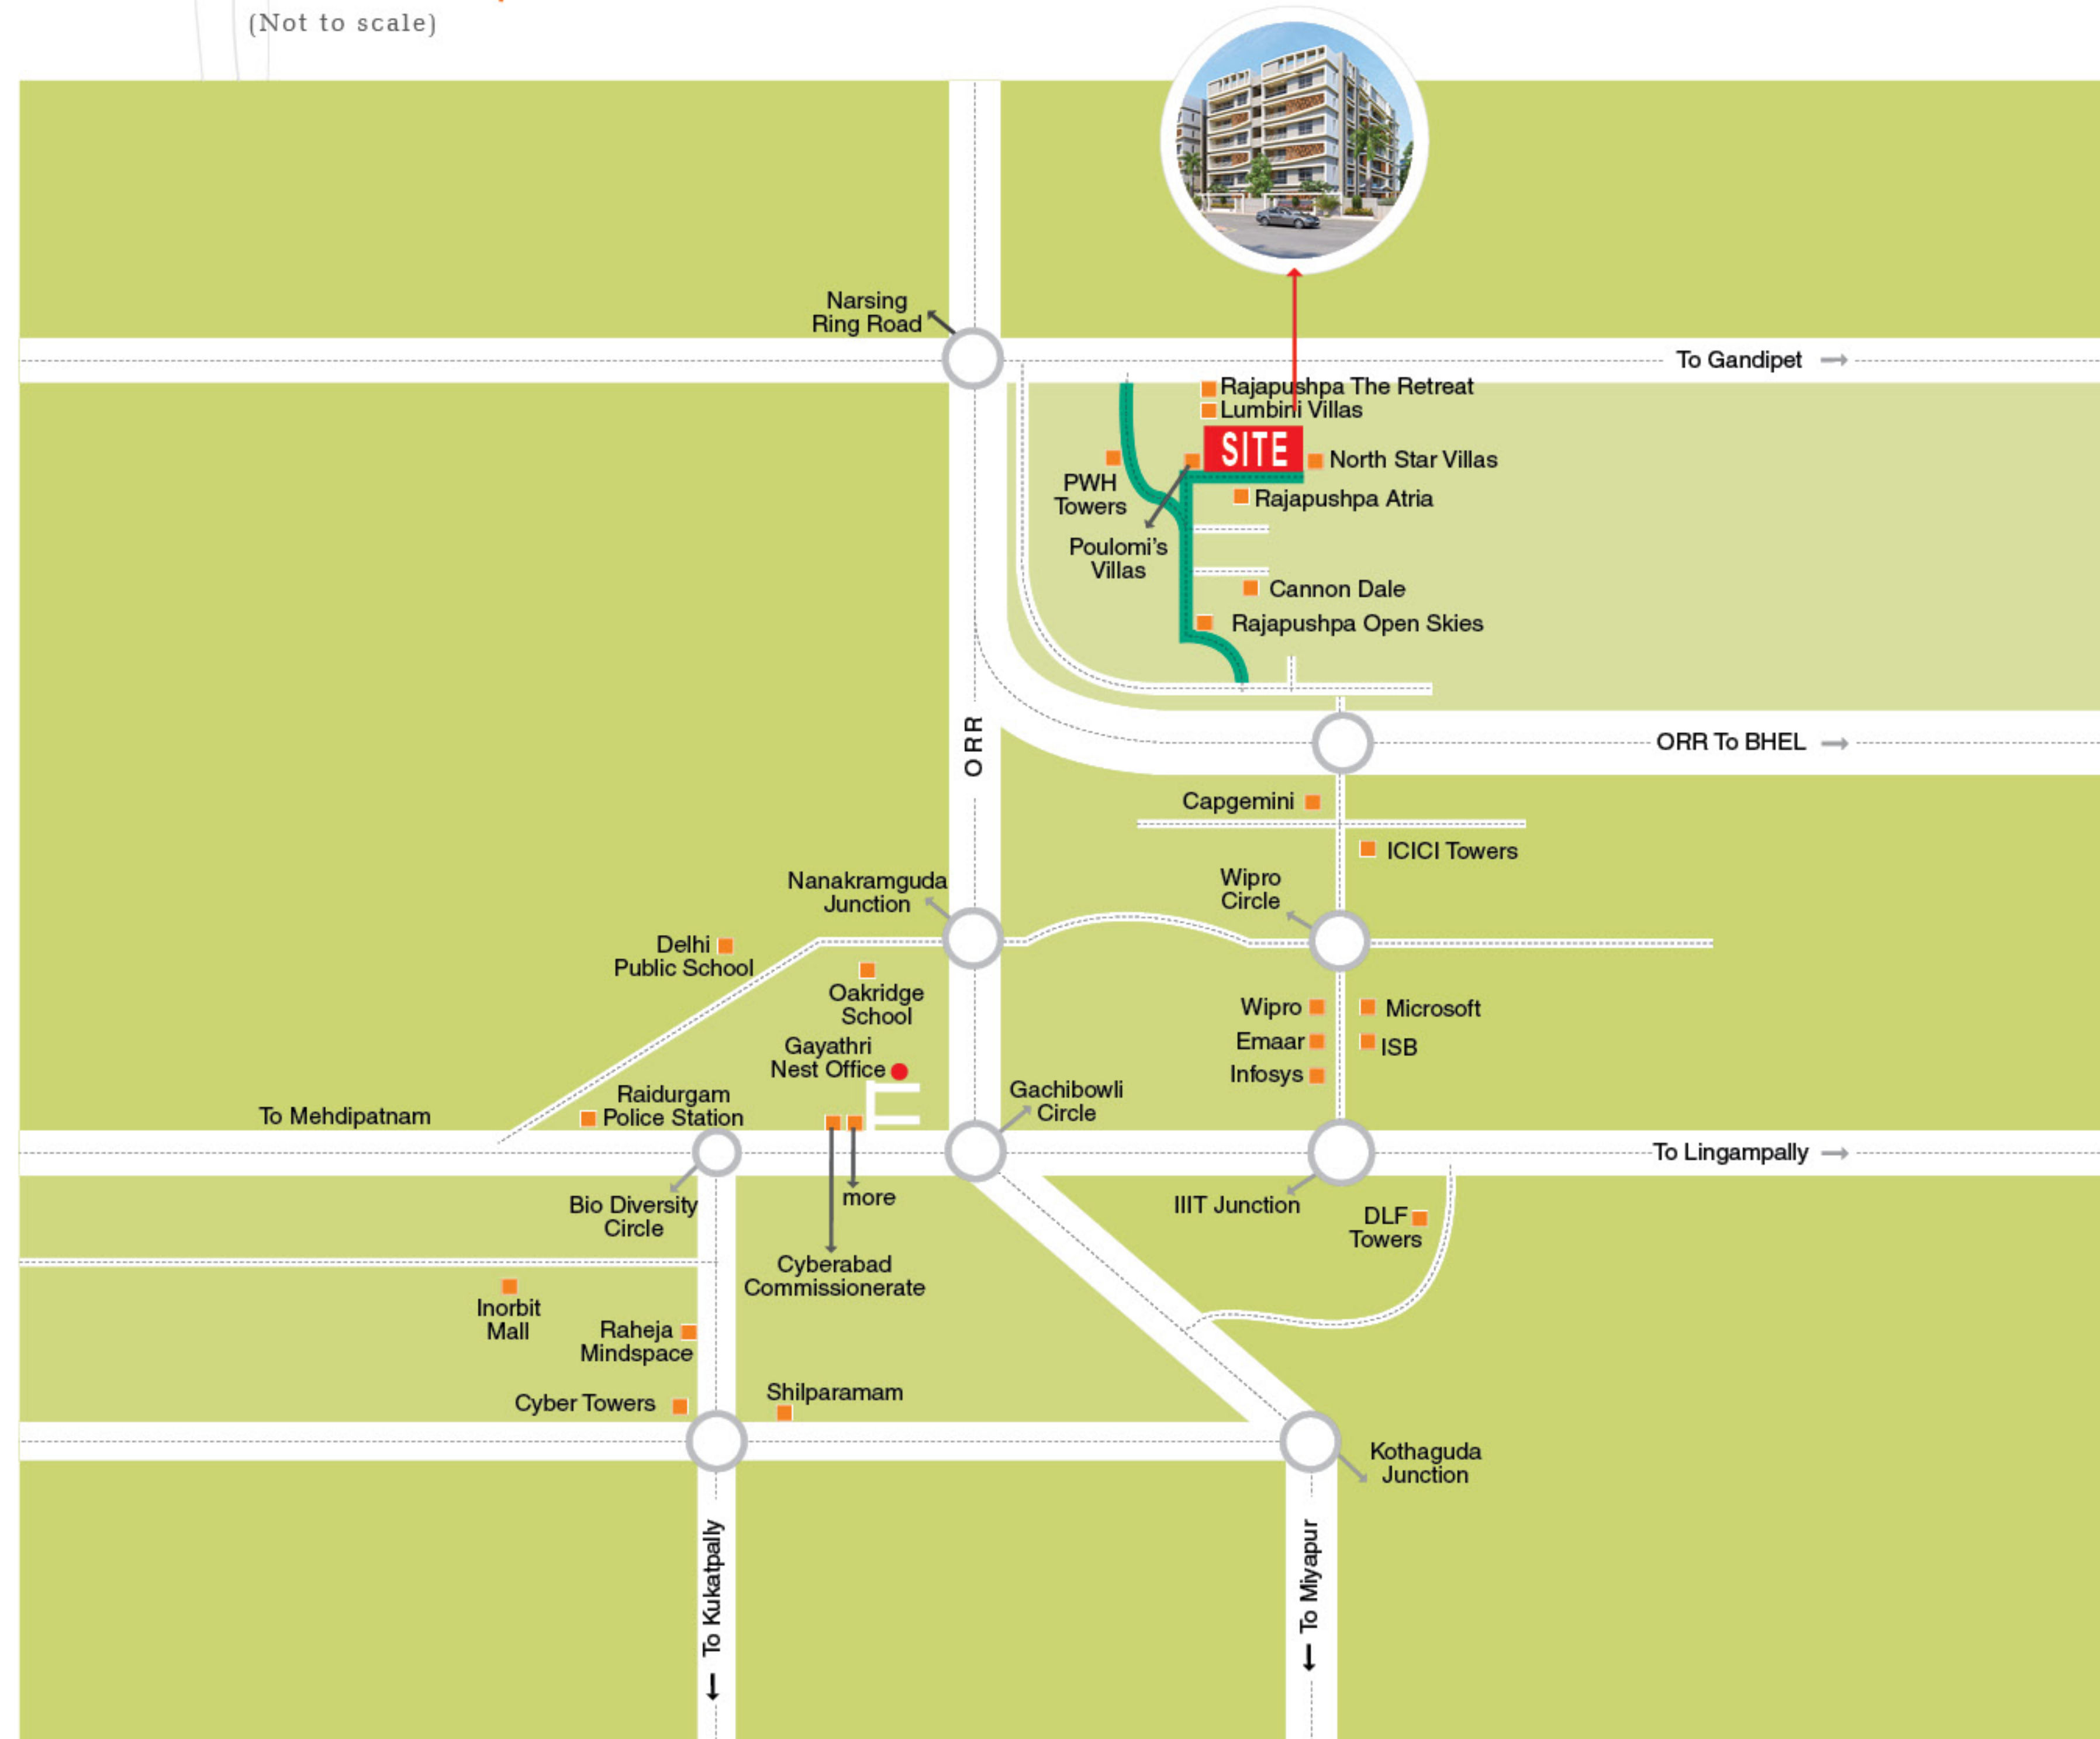 (Not to scale)
Narsing
Ring Road
To Gandipet
Rajapushpa The Retreat
Lumbini Villas
SITE
North Star Villas
PWH
Towers
Rajapushpa Atria
Poulomi's
Villas
Cannon Dale
Rajapushpa Open Skies
ORR
ORR To BHEL
Capgemini
ICICI Towers
Nanakramguda
Junction
Wipro
Circle
Delhi
Public School
Oakridge
School
Wipro
Microsoft
Emaar
ISB
Infosys
Gayathri
Nest Office
Raidurgam
Police Station
Gachibowli
Circle
To Mehdipatnam
To Lingampally
Bio Diversity
Circle
more
IIIT Junction
DLF
Towers
Cyberabad
Commissionerate
Inorbit
Mall
Raheja
Mindspace
Cyber Towers
Shilparamam
Kothaguda
Junction
To Kukatpally
To Miyapur